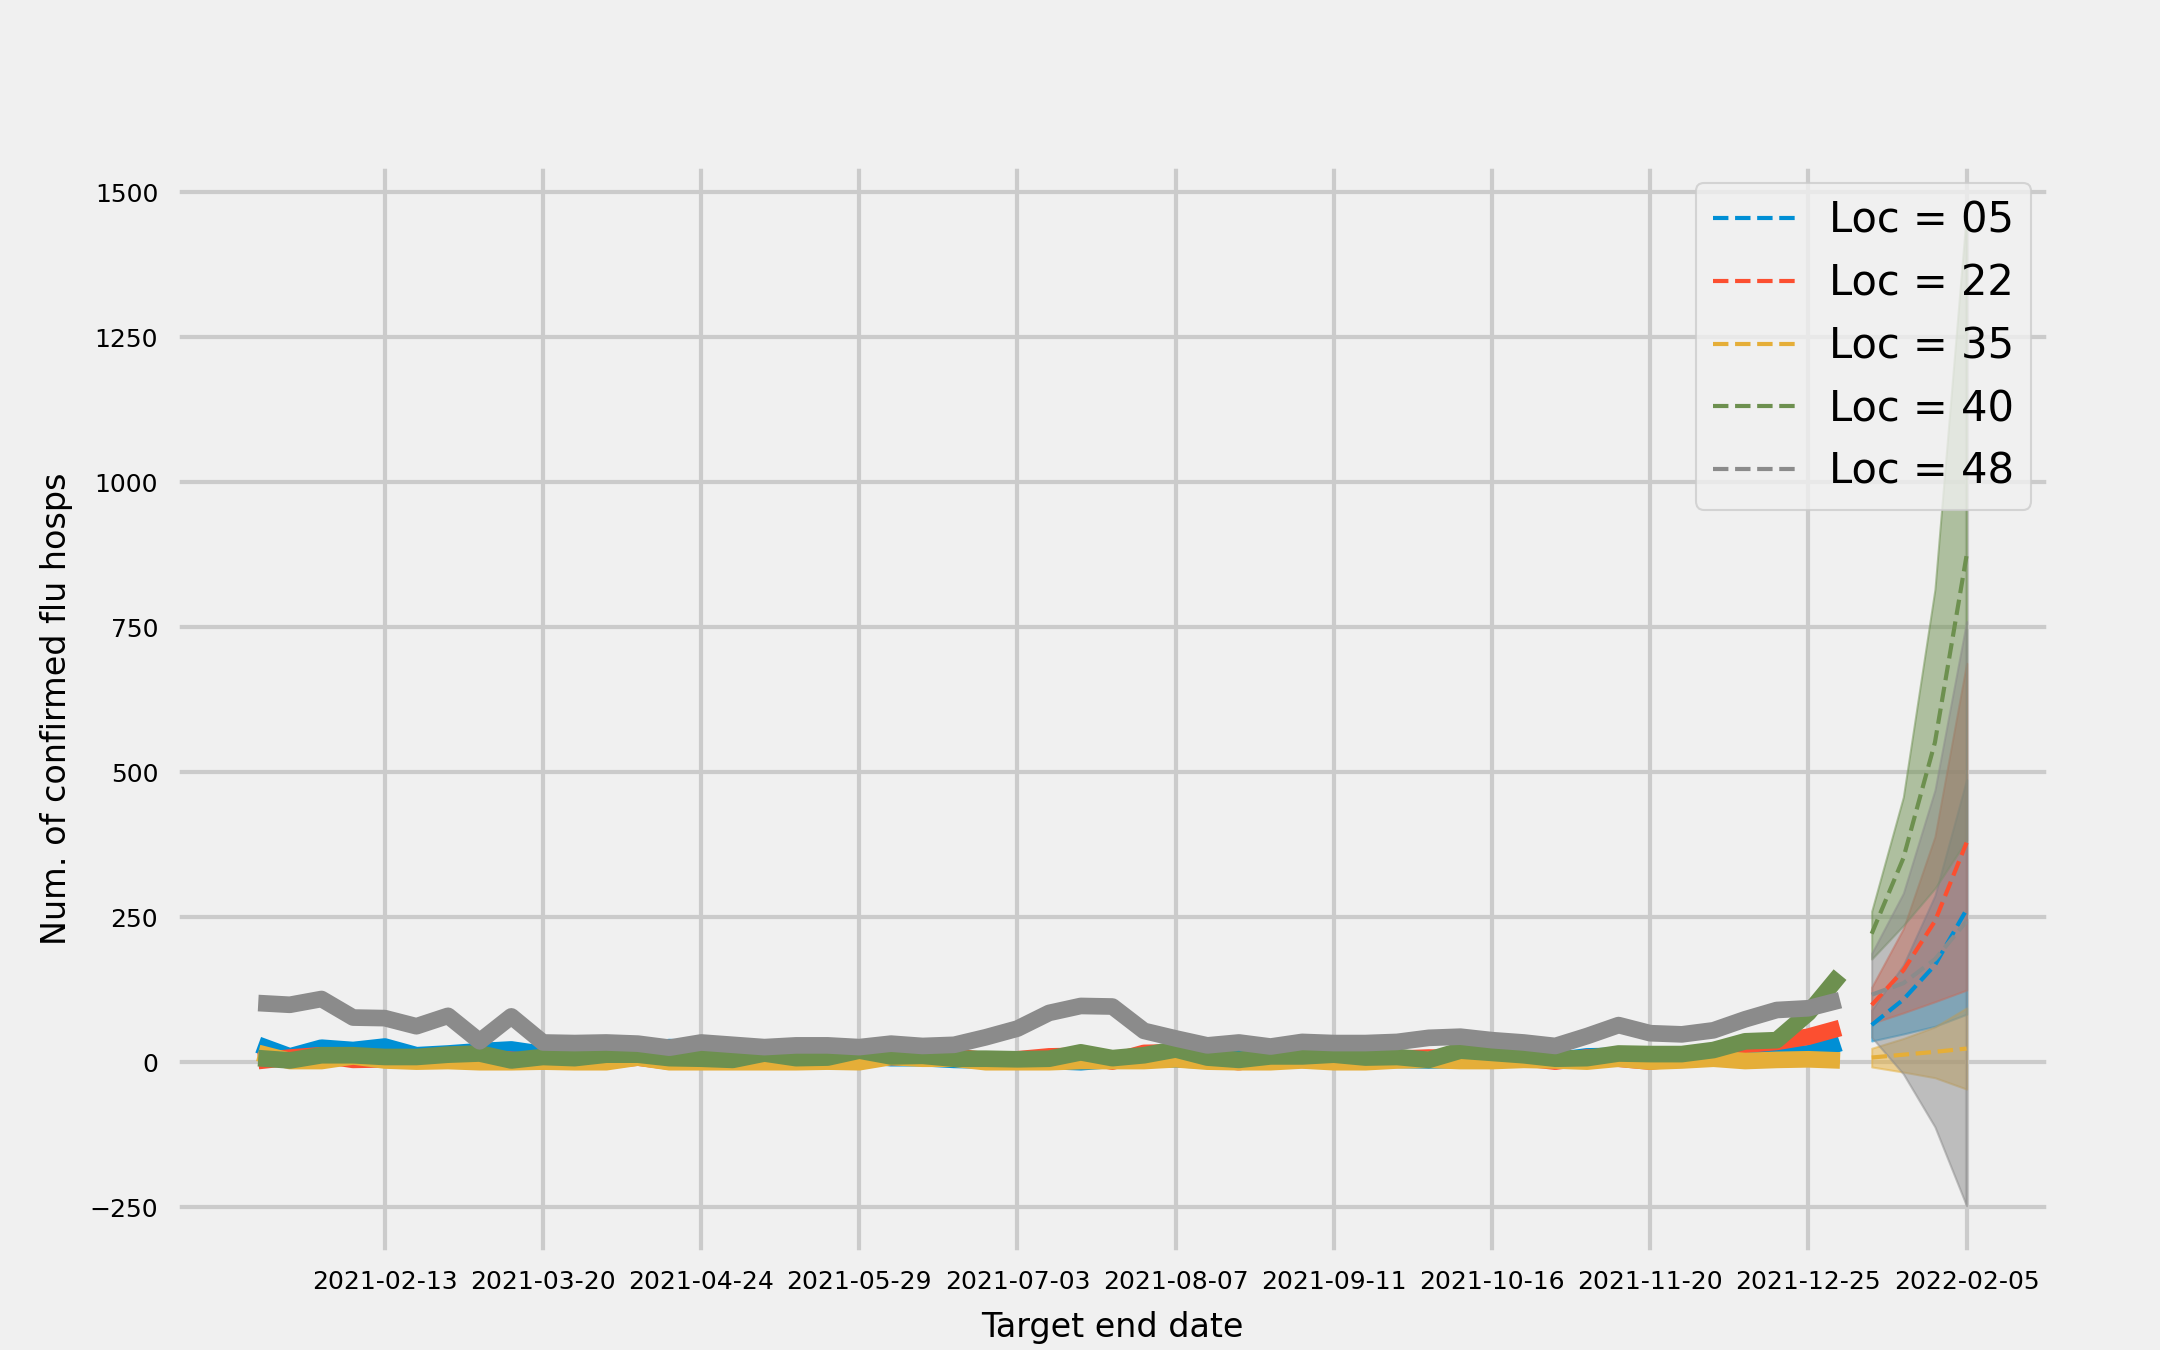 1500
1250
1000
750
500
250
0
−250
Num. of confirmed flu hosps
Loc = 05
Loc = 22
Loc = 35
Loc = 40
Loc = 48
2021-02-13 2021-03-20 2021-04-24 2021-05-29 2021-07-03 2021-08-07 2021-09-11 2021-10-16 2021-11-20 2021-12-25 2022-02-05
Target end date